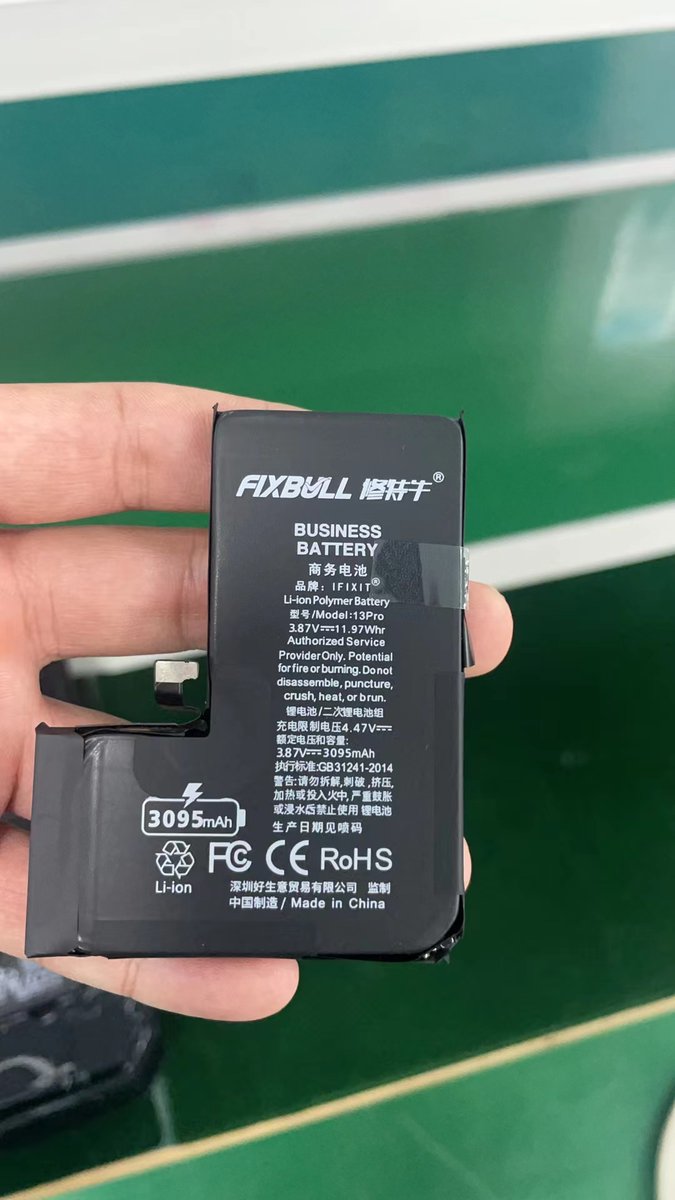 FIXBULL 修特牛®
BUSINESS
BATTERY
商务电池
品牌：IFIXIT®
Li-ion Polymer Battery
型号/Model:13Pro
3.87V⎓11.97Whr
Authorized Service
Provider Only. Potential
for fire or burning. Do not
disassemble, puncture,
crush, heat, or b run.
锂电池/二次锂电池组
充电限制电压4.47V⎓
额定电压和容量:
3.87V⎓3095mAh
执行标准:GB31241-2014
警告:请勿拆解,刺破,挤压,
加热或投入火中,严重鼓胀
或浸水后禁止使用 锂电池
生产日期见喷码
3095mAh
FC CE RoHS
Li-ion
深圳好生意贸易有限公司 监制
中国制造/ Made in China